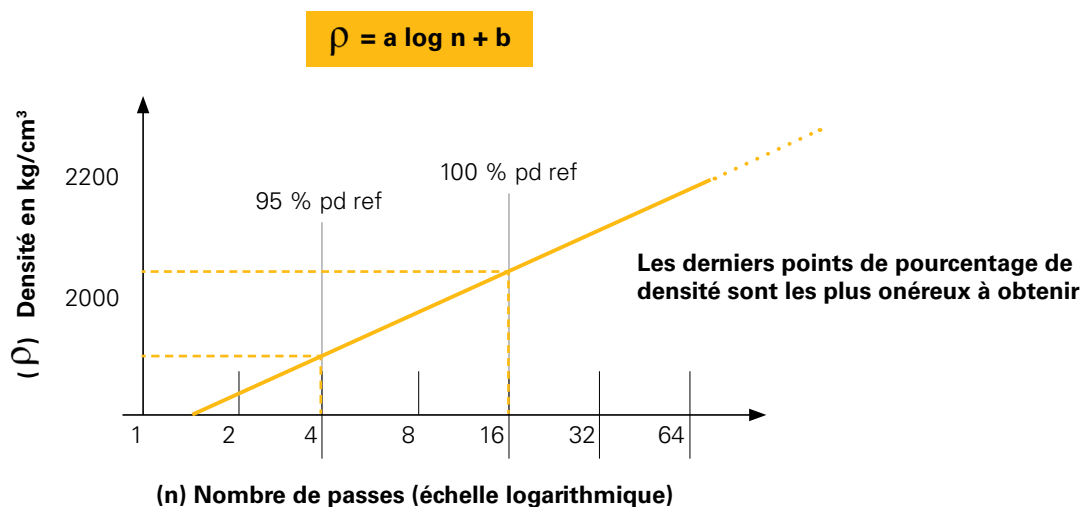 ρ = a log n + b
(ρ) Densité en kg/cm³
2200
2000
95 % pd ref
100 % pd ref
Les derniers points de pourcentage de
densité sont les plus onéreux à obtenir
1 2 4 8 16 32 64
(n) Nombre de passes (échelle logarithmique)